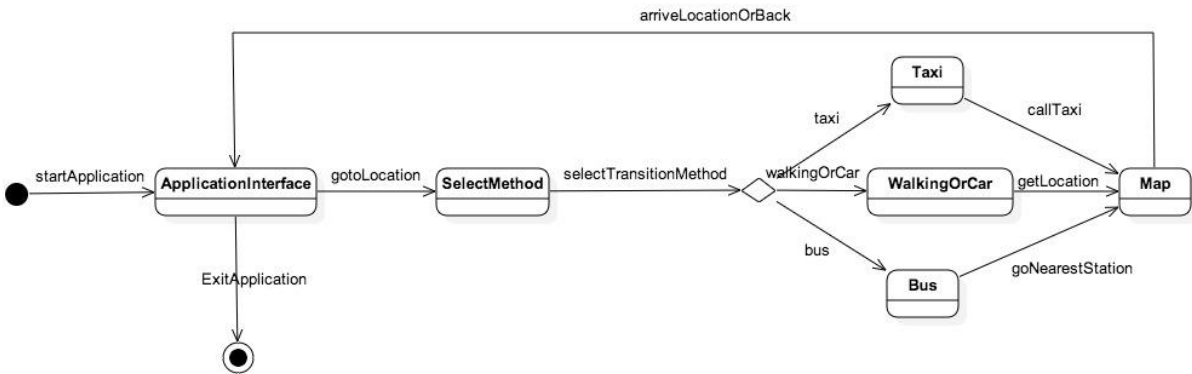 arriveLocationOrBack
Taxi
callTaxi
taxi
startApplication
ApplicationInterface
gotoLocation
SelectMethod
selectTransitionMethod
walkingOrCar
WalkingOrCar
getLocation
Map
bus
ExitApplication
Bus
goNearestStation